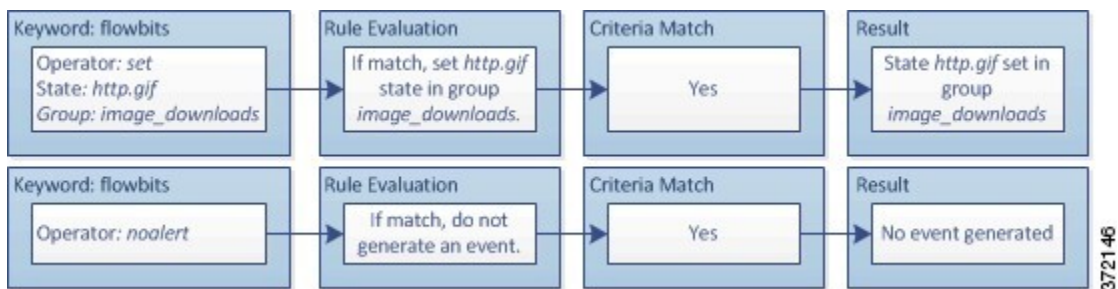 Keyword: flowbits
Operator: set
State: http.gif
Group: image_downloads
Rule Evaluation
If match, set http.gif
state in group
image_downloads.
Criteria Match
Yes
Result
State http.gif set in
group
image_downloads
Keyword: flowbits
Operator: noalert
Rule Evaluation
If match, do not
generate an event.
Criteria Match
Yes
Result
No event generated
372146